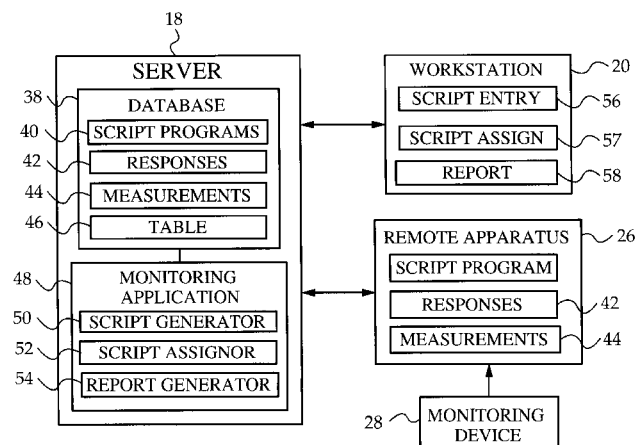 18
SERVER
38
DATABASE
40
SCRIPT PROGRAMS
42
RESPONSES
44
MEASUREMENTS
46
TABLE
48
MONITORING
APPLICATION
50
SCRIPT GENERATOR
52
SCRIPT ASSIGNOR
54
REPORT GENERATOR
WORKSTATION
20
SCRIPT ENTRY
56
SCRIPT ASSIGN
57
REPORT
58
REMOTE APPARATUS
26
SCRIPT PROGRAM
RESPONSES
42
MEASUREMENTS
44
28
MONITORING
DEVICE